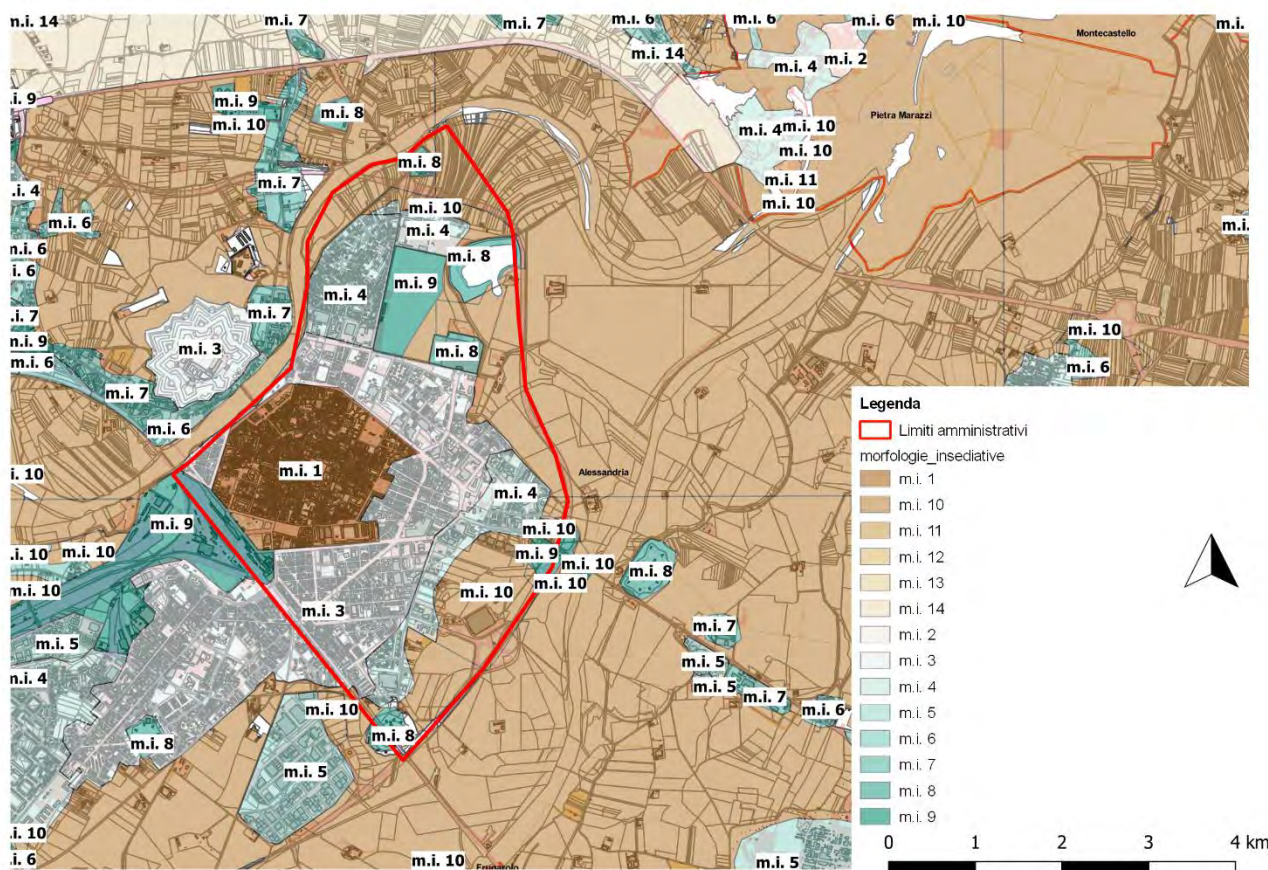 m.i. 14
m.i. 7
m.i. 7
m.i. 6
m.i. 6
m.i. 6
m.i. 10
m.i.
Montecastello
m.i. 14
m.i. 2
m.i. 4
m.i. 9
m.i. 9
m.i. 10
m.i. 8
Pietra Marazzi
m.i. 4
m.i. 10
m.i. 10
m.i. 8
m.i. 7
m.i. 11
m.i. 4
m.i. 10
m.i. 10
m.i. 6
m.i. 4
m.i. 6
m.i. 8
m.i. 6
m.i. 9
m.i. 4
m.i. 7
m.i. 7
m.i. 10
m.i. 9
m.i. 3
m.i. 8
m.i. 6
m.i. 6
m.i. 7
m.i. 6
m.i. 10
m.i. 1
Alessandria
m.i. 4
m.i. 9
m.i. 10
m.i. 10
m.i. 10
m.i. 9
m.i. 10
m.i. 8
m.i. 10
m.i. 10
m.i. 10
m.i. 3
m.i. 7
m.i. 5
m.i. 5
m.i. 4
m.i. 5
m.i. 7
m.i. 10
m.i. 6
m.i. 8
m.i. 8
m.i. 5
m.i. 10
m.i. 6
m.i. 10
Frugarolo
m.i. 5
Legenda
Limiti amministrativi
morfologie_insediative
m.i. 1
m.i. 10
m.i. 11
m.i. 12
m.i. 13
m.i. 14
m.i. 2
m.i. 3
m.i. 4
m.i. 5
m.i. 6
m.i. 7
m.i. 8
m.i. 9
0 1 2 3 4 km